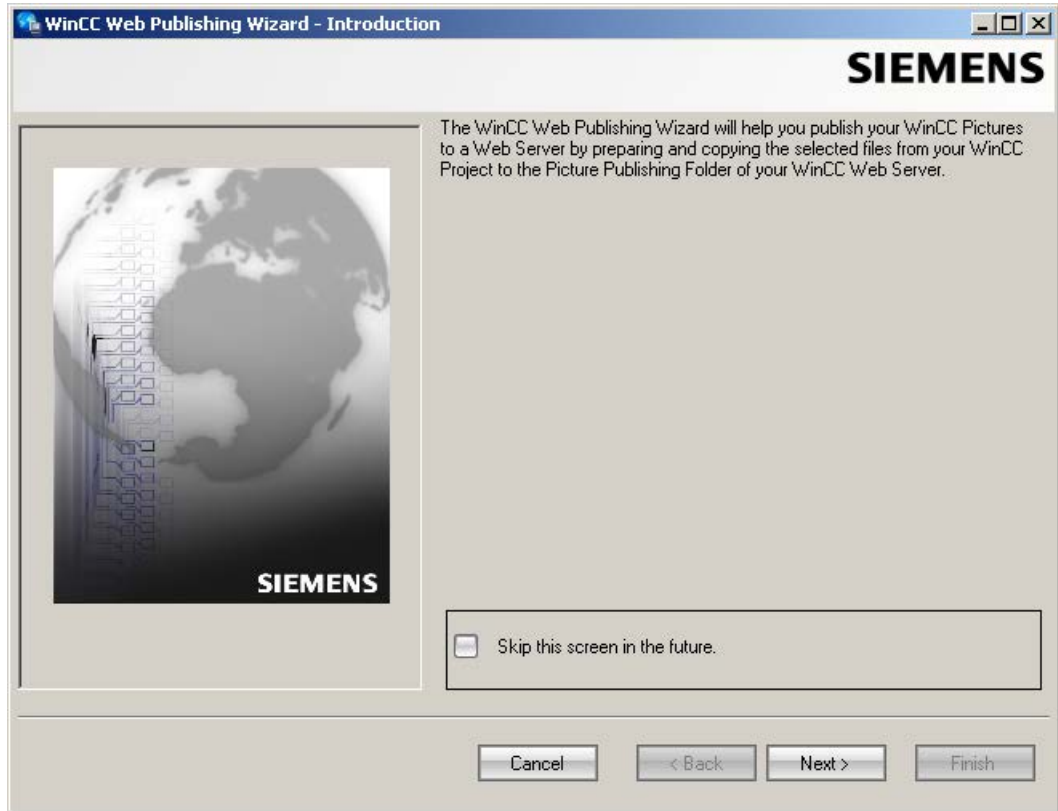 WinCC Web Publishing Wizard - Introduction
SIEMENS
The WinCC Web Publishing Wizard will help you publish your WinCC Pictures
to a Web Server by preparing and copying the selected files from your WinCC
Project to the Picture Publishing Folder of your WinCC Web Server.
SIEMENS
Skip this screen in the future.
Cancel < Back Next > Finish